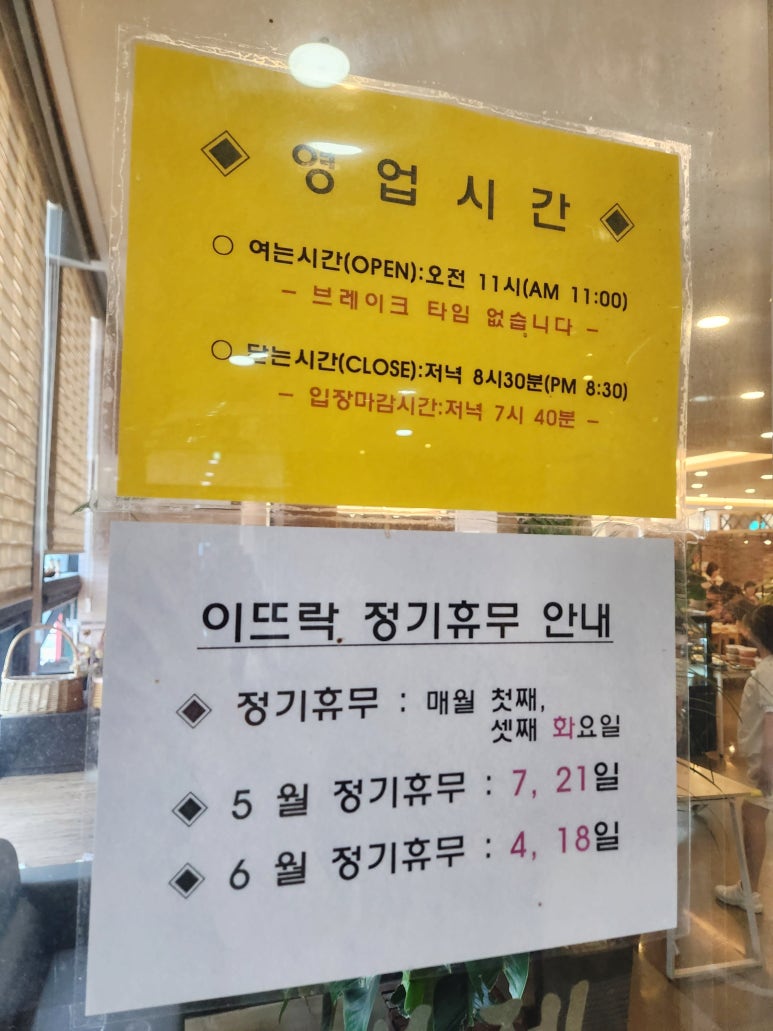 ◈ 영업시간 ◈
○ 여는시간(OPEN):오전 11시(AM 11:00)
- 브레이크 타임 없습니다 -
○ 닫는시간(CLOSE):저녁 8시30분(PM 8:30)
- 입장마감시간:저녁 7시 40분 -
이뜨락 정기휴무 안내
◈ 정기휴무 : 매월 첫째,
셋째 화요일
◈ 5월 정기휴무 : 7, 21일
◈ 6월 정기휴무 : 4, 18일